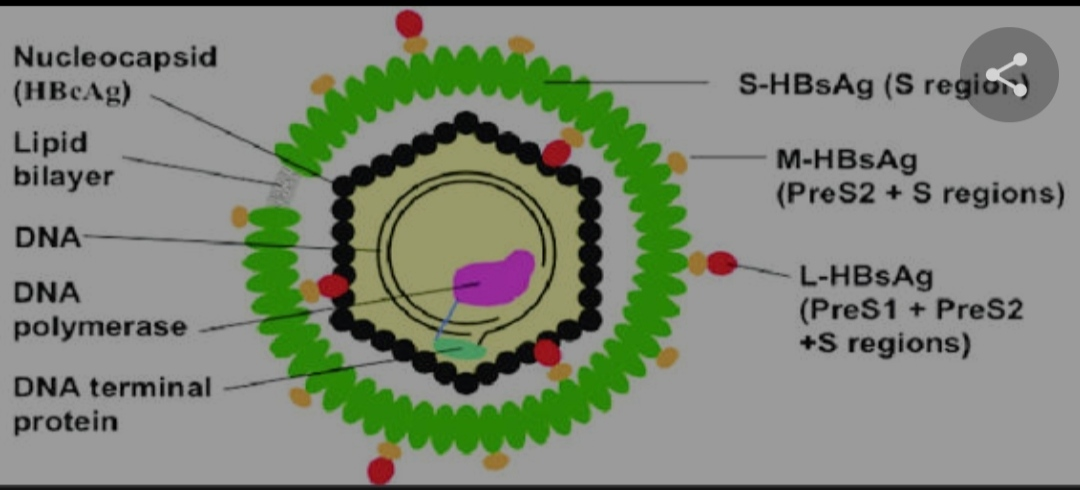 Nucleocapsid
(HBcAg)
Lipid
bilayer
DNA
DNA
polymerase
DNA terminal
protein
S-HBsAg (S region)
M-HBsAg
(PreS2 + S regions)
L-HBsAg
(PreS1 + PreS2
+S regions)